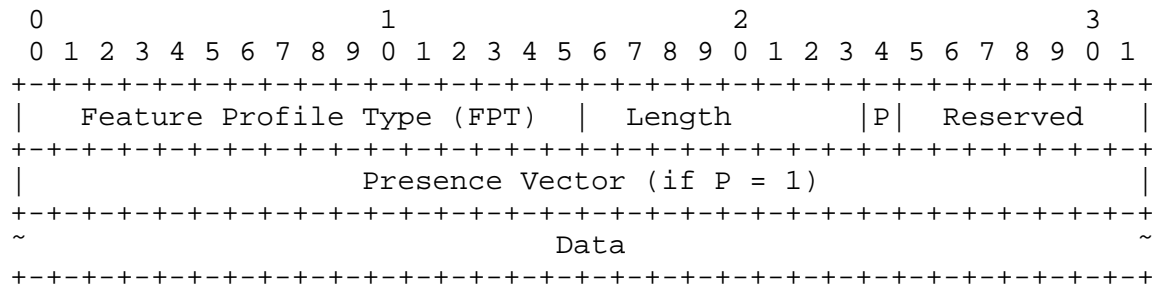 0                   1                   2                   3
 0 1 2 3 4 5 6 7 8 9 0 1 2 3 4 5 6 7 8 9 0 1 2 3 4 5 6 7 8 9 0 1
+-+-+-+-+-+-+-+-+-+-+-+-+-+-+-+-+-+-+-+-+-+-+-+-+-+-+-+-+-+-+-+-+
|   Feature Profile Type (FPT)  |  Length       |P|  Reserved   |
+-+-+-+-+-+-+-+-+-+-+-+-+-+-+-+-+-+-+-+-+-+-+-+-+-+-+-+-+-+-+-+-+
|                   Presence Vector (if P = 1)                  |
+-+-+-+-+-+-+-+-+-+-+-+-+-+-+-+-+-+-+-+-+-+-+-+-+-+-+-+-+-+-+-+-+
~                              Data                             ~
+-+-+-+-+-+-+-+-+-+-+-+-+-+-+-+-+-+-+-+-+-+-+-+-+-+-+-+-+-+-+-+-+